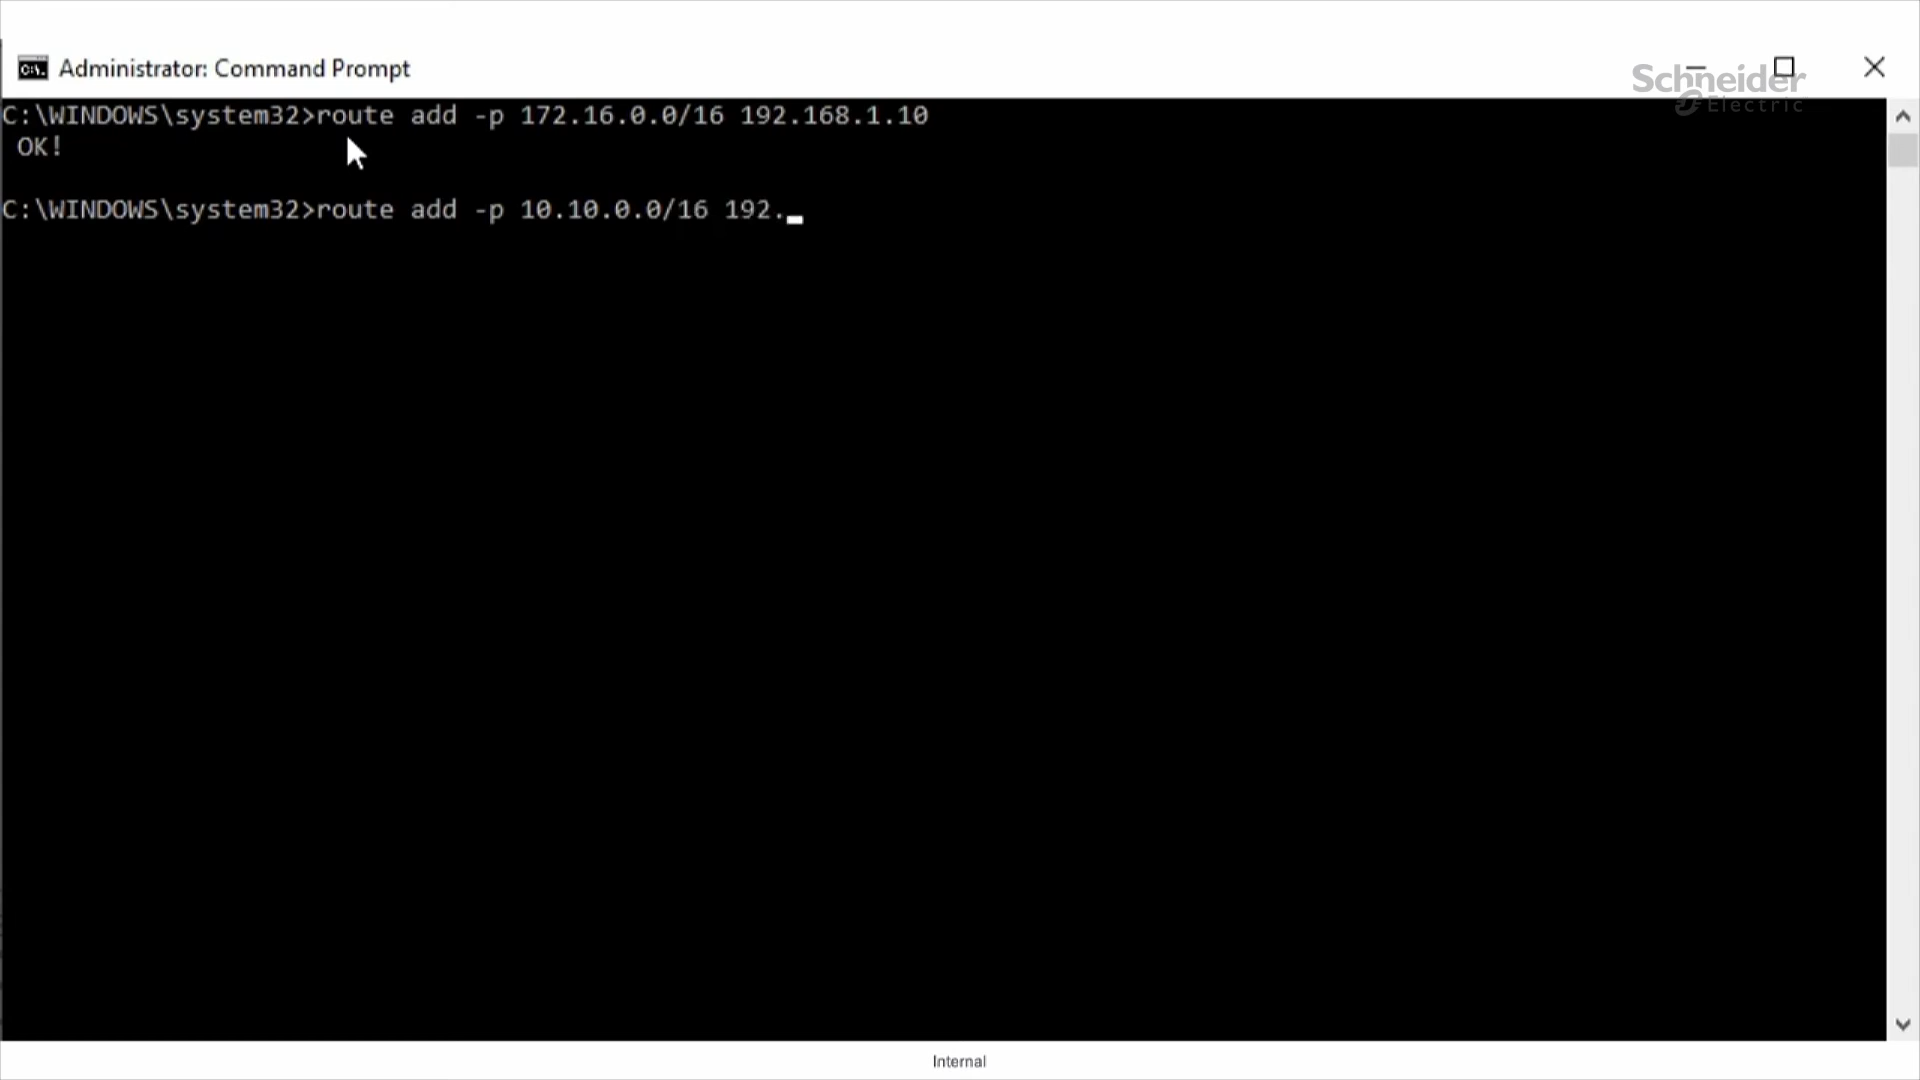 Administrator: Command Prompt
Schneider
Electric
C:\WINDOWS\system32>route add -p 172.16.0.0/16 192.168.1.10
OK!
C:\WINDOWS\system32>route add -p 10.10.0.0/16 192._
Internal